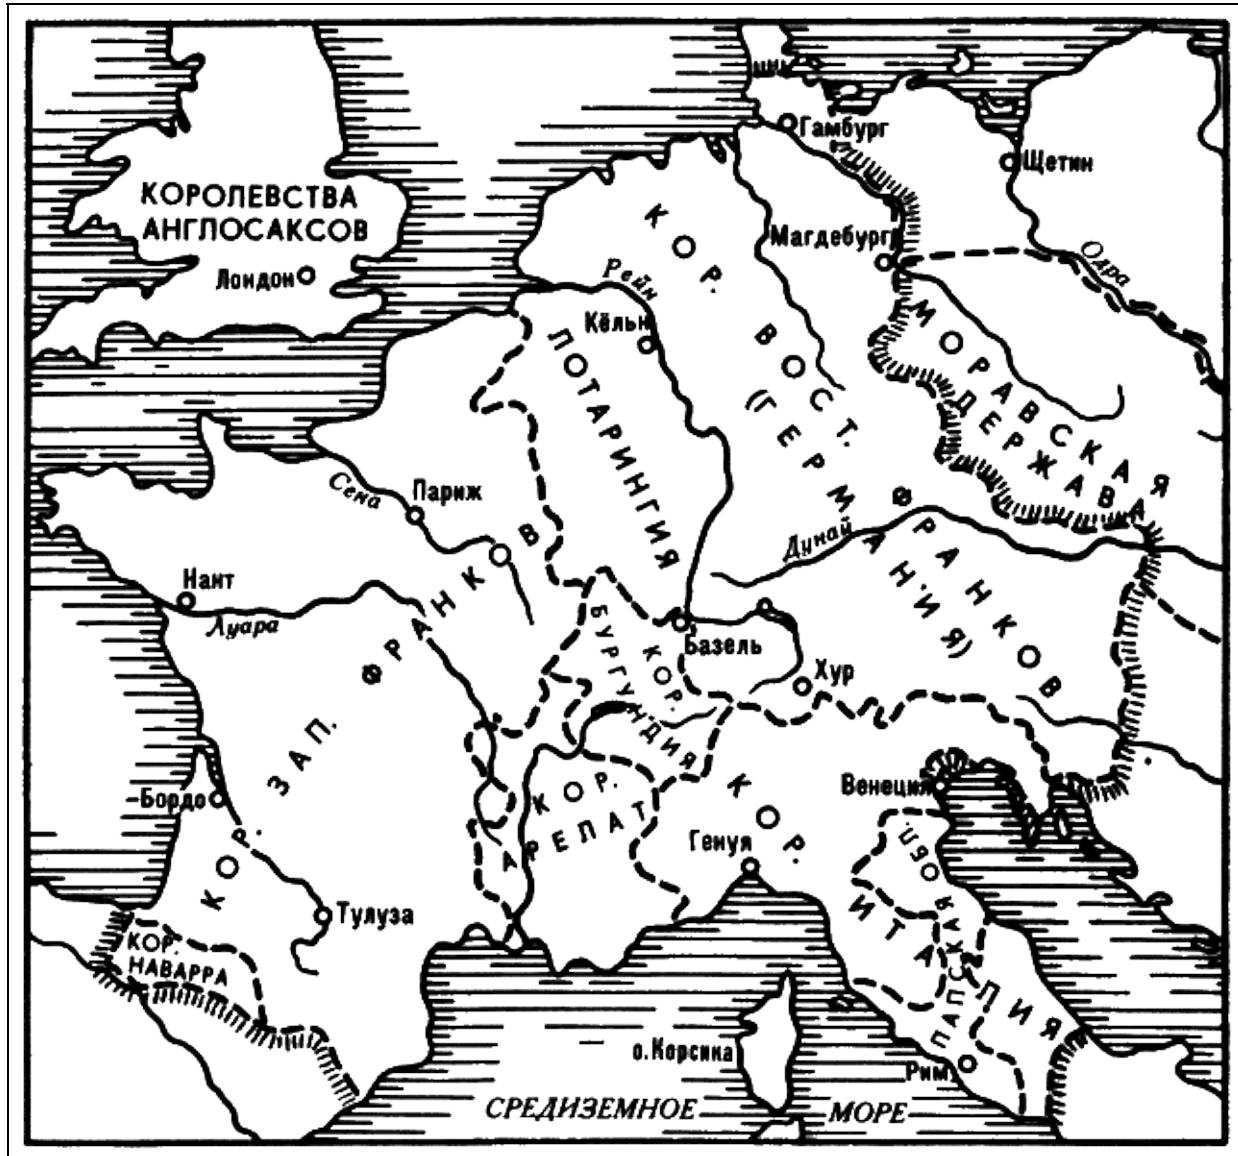 Гамбург
Щетин
КОРОЛЕВСТВА
АНГЛОСАКСОВ
Лондон
Магдебург
Одра
Рейн
Кёльн
КОР. ВОСТ. ФРАНКОВ
(ГЕРМАНИЯ)
МОРАВСКАЯ
ДЕРЖАВА
ЛОТАРИНГИЯ
Сена
Париж
Дунай
Нант
Луара
КОР. ЗАП. ФРАНКОВ
Базель
Хур
КОР.
БУРГУНДИЯ
Бордо
Венеция
КОР.
АРЕЛАТ
Генуя
КОР. ИТАЛИЯ
ПАПСКАЯ ОБЛ.
Тулуза
КОР.
НАВАРРА
о.Корсика
Рим
СРЕДИЗЕМНОЕ МОРЕ